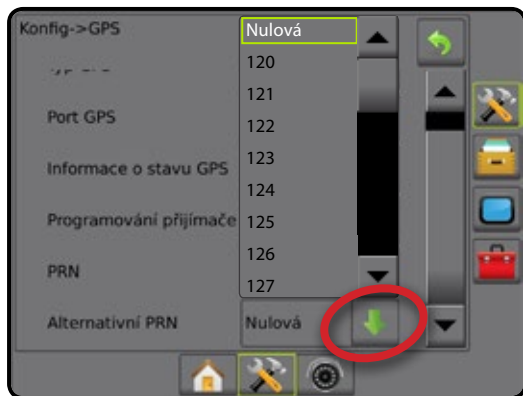 Konfig->GPS
Nulová
120
121
Port GPS
122
Informace o stavu GPS
123
124
Programování přijímače
125
126
PRN
127
Alternativní PRN
Nulová